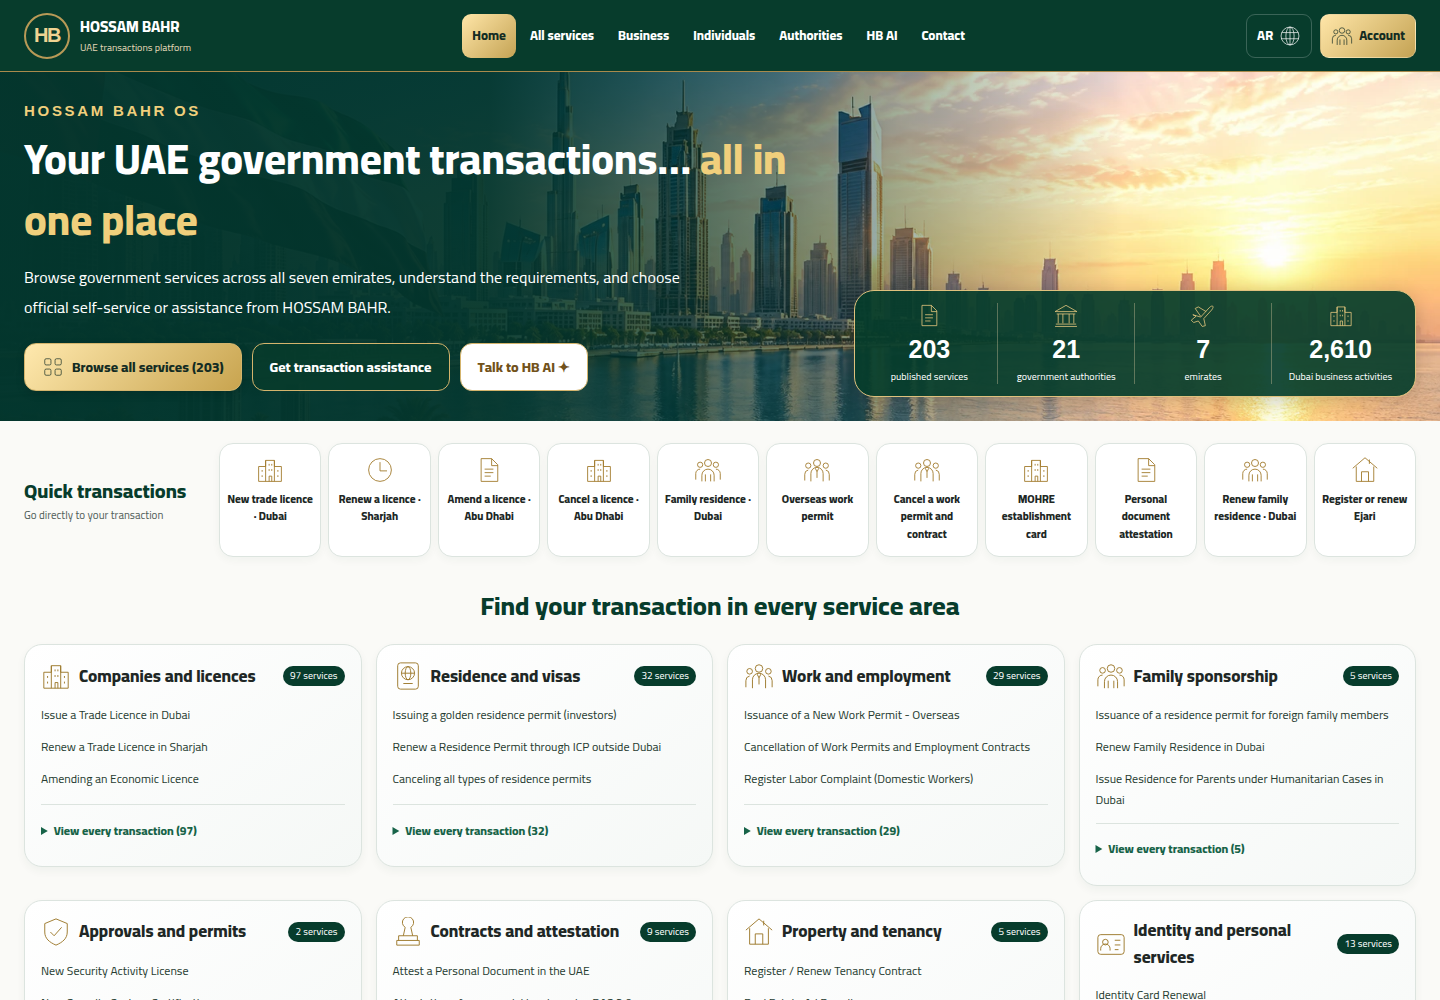 HB
HOSSAM BAHR
UAE transactions platform
Home
All services
Business
Individuals
Authorities
HB AI
Contact
AR
Account
HOSSAM BAHR OS
Your UAE government transactions... all in
one place
Browse government services across all seven emirates, understand the requirements, and choose
official self-service or assistance from HOSSAM BAHR.
Browse all services (203)
Get transaction assistance
Talk to HB AI ✦
203
published services
21
government authorities
7
emirates
2,610
Dubai business activities
Quick transactions
Go directly to your transaction
New trade licence
· Dubai
Renew a licence ·
Sharjah
Amend a licence ·
Abu Dhabi
Cancel a licence ·
Abu Dhabi
Family residence ·
Dubai
Overseas work
permit
Cancel a work
permit and
contract
MOHRE
establishment
card
Personal
document
attestation
Renew family
residence · Dubai
Register or renew
Ejari
Find your transaction in every service area
Companies and licences
97 services
Issue a Trade Licence in Dubai
Renew a Trade Licence in Sharjah
Amending an Economic Licence
View every transaction (97)
Residence and visas
32 services
Issuing a golden residence permit (investors)
Renew a Residence Permit through ICP outside Dubai
Canceling all types of residence permits
View every transaction (32)
Work and employment
29 services
Issuance of a New Work Permit - Overseas
Cancellation of Work Permits and Employment Contracts
Register Labor Complaint (Domestic Workers)
View every transaction (29)
Family sponsorship
5 services
Issuance of a residence permit for foreign family members
Renew Family Residence in Dubai
Issue Residence for Parents under Humanitarian Cases in
Dubai
View every transaction (5)
Approvals and permits
2 services
New Security Activity License
Contracts and attestation
9 services
Attest a Personal Document in the UAE
Property and tenancy
5 services
Register / Renew Tenancy Contract
Identity and personal
services
13 services
Identity Card Renewal